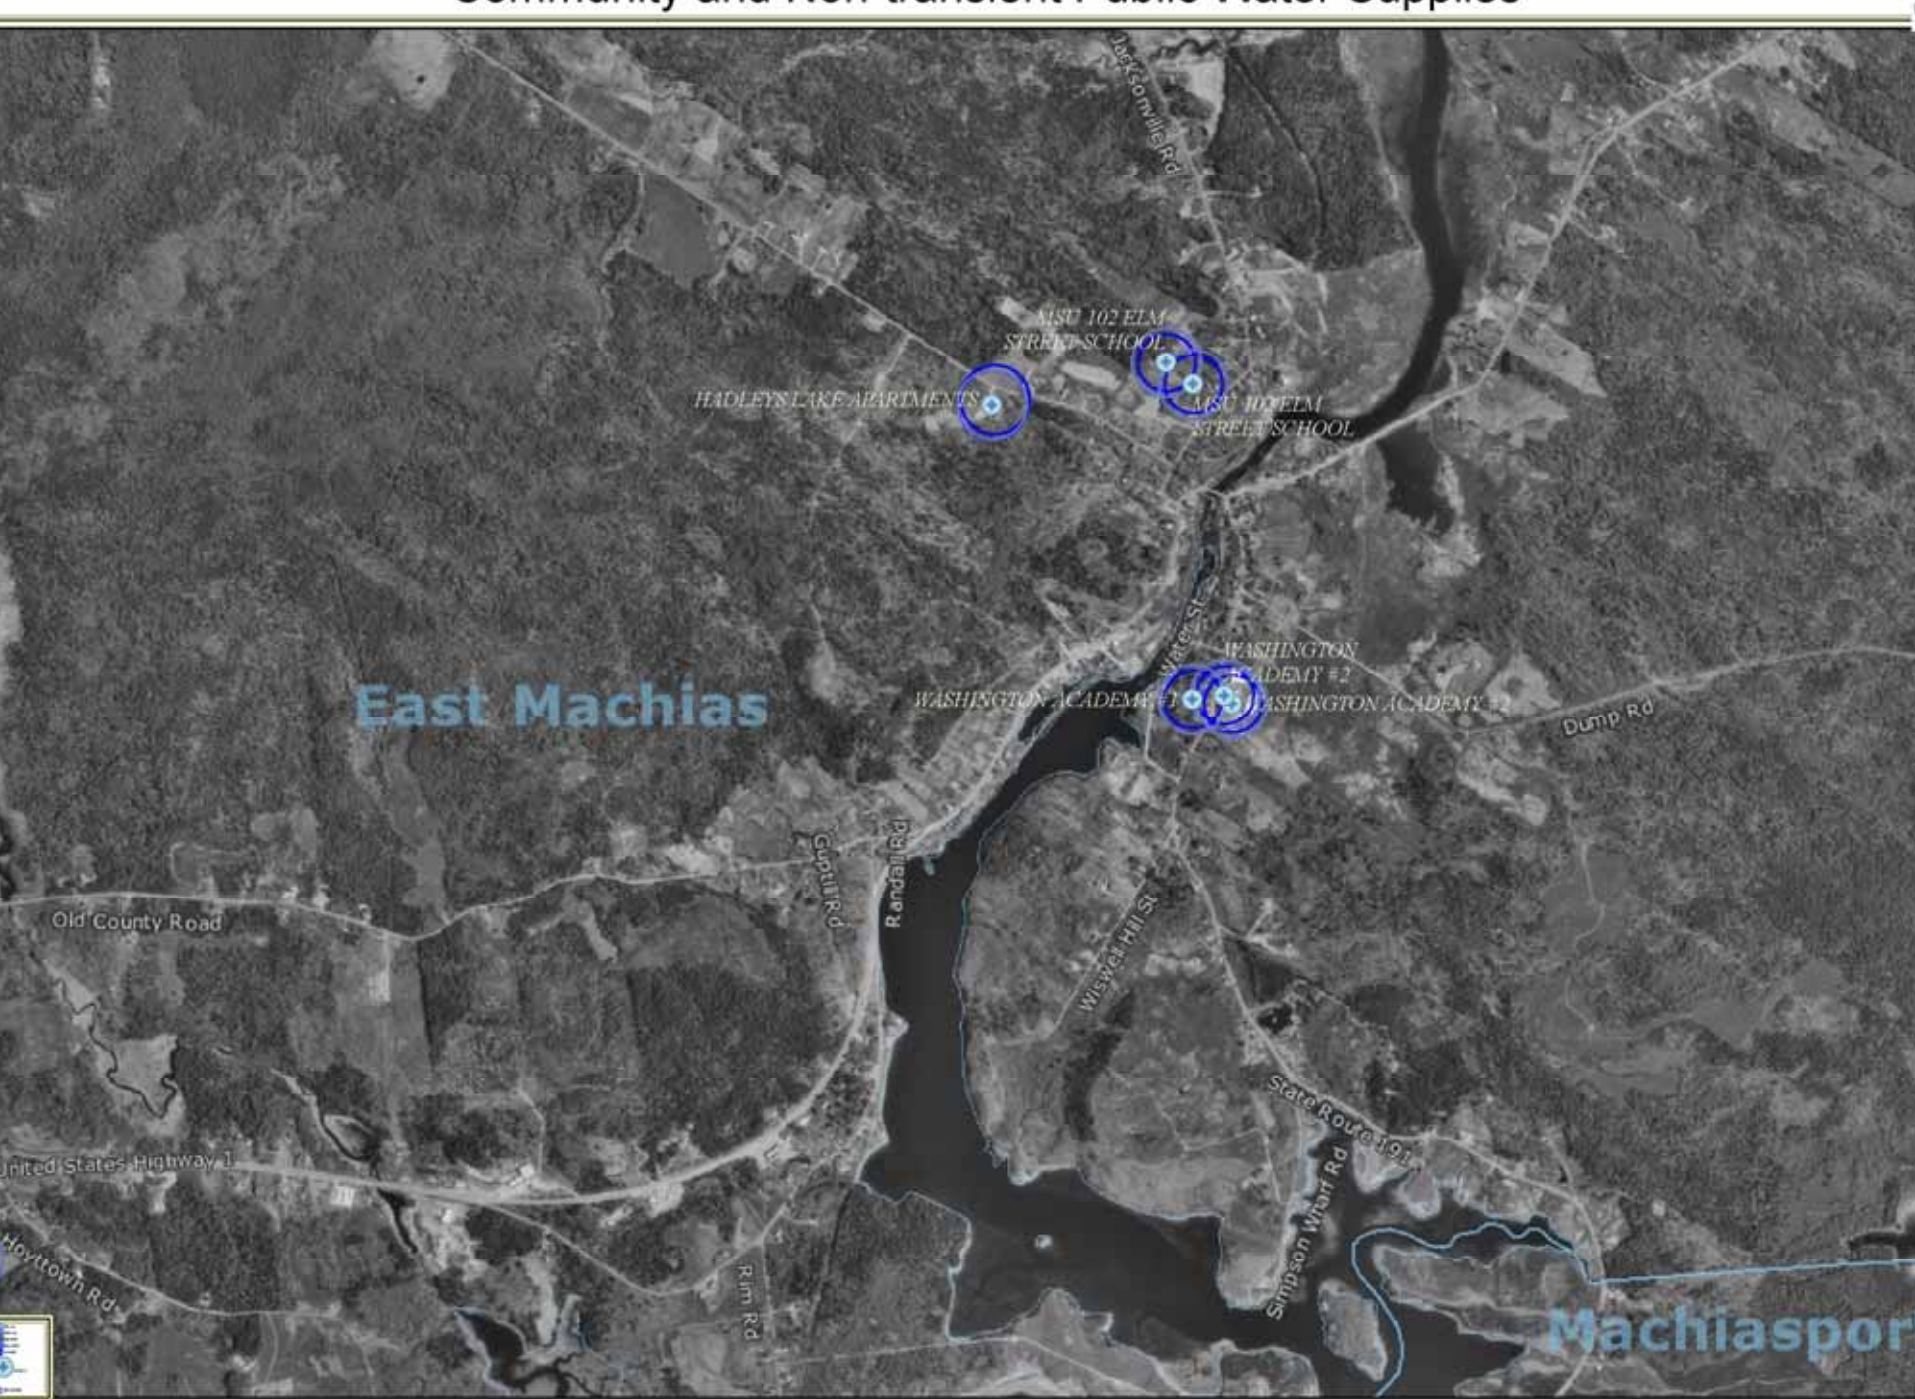 Community and Non-transient Public Water Supplies
Jacksonville Rd
MSU 102 ELM
STREET SCHOOL
HADLEYS LAKE APARTMENTS
MSU 102 ELM
STREET SCHOOL
Water St
WASHINGTON
ACADEMY #2
WASHINGTON ACADEMY #1
WASHINGTON ACADEMY #2
East Machias
Dump Rd
Guptil Rd
Randall Rd
Old County Road
Wiswell Hill St
State Route 191
United States Highway 1
Simpson Wharf Rd
Hoyttown Rd
Rim Rd
Machiaspor